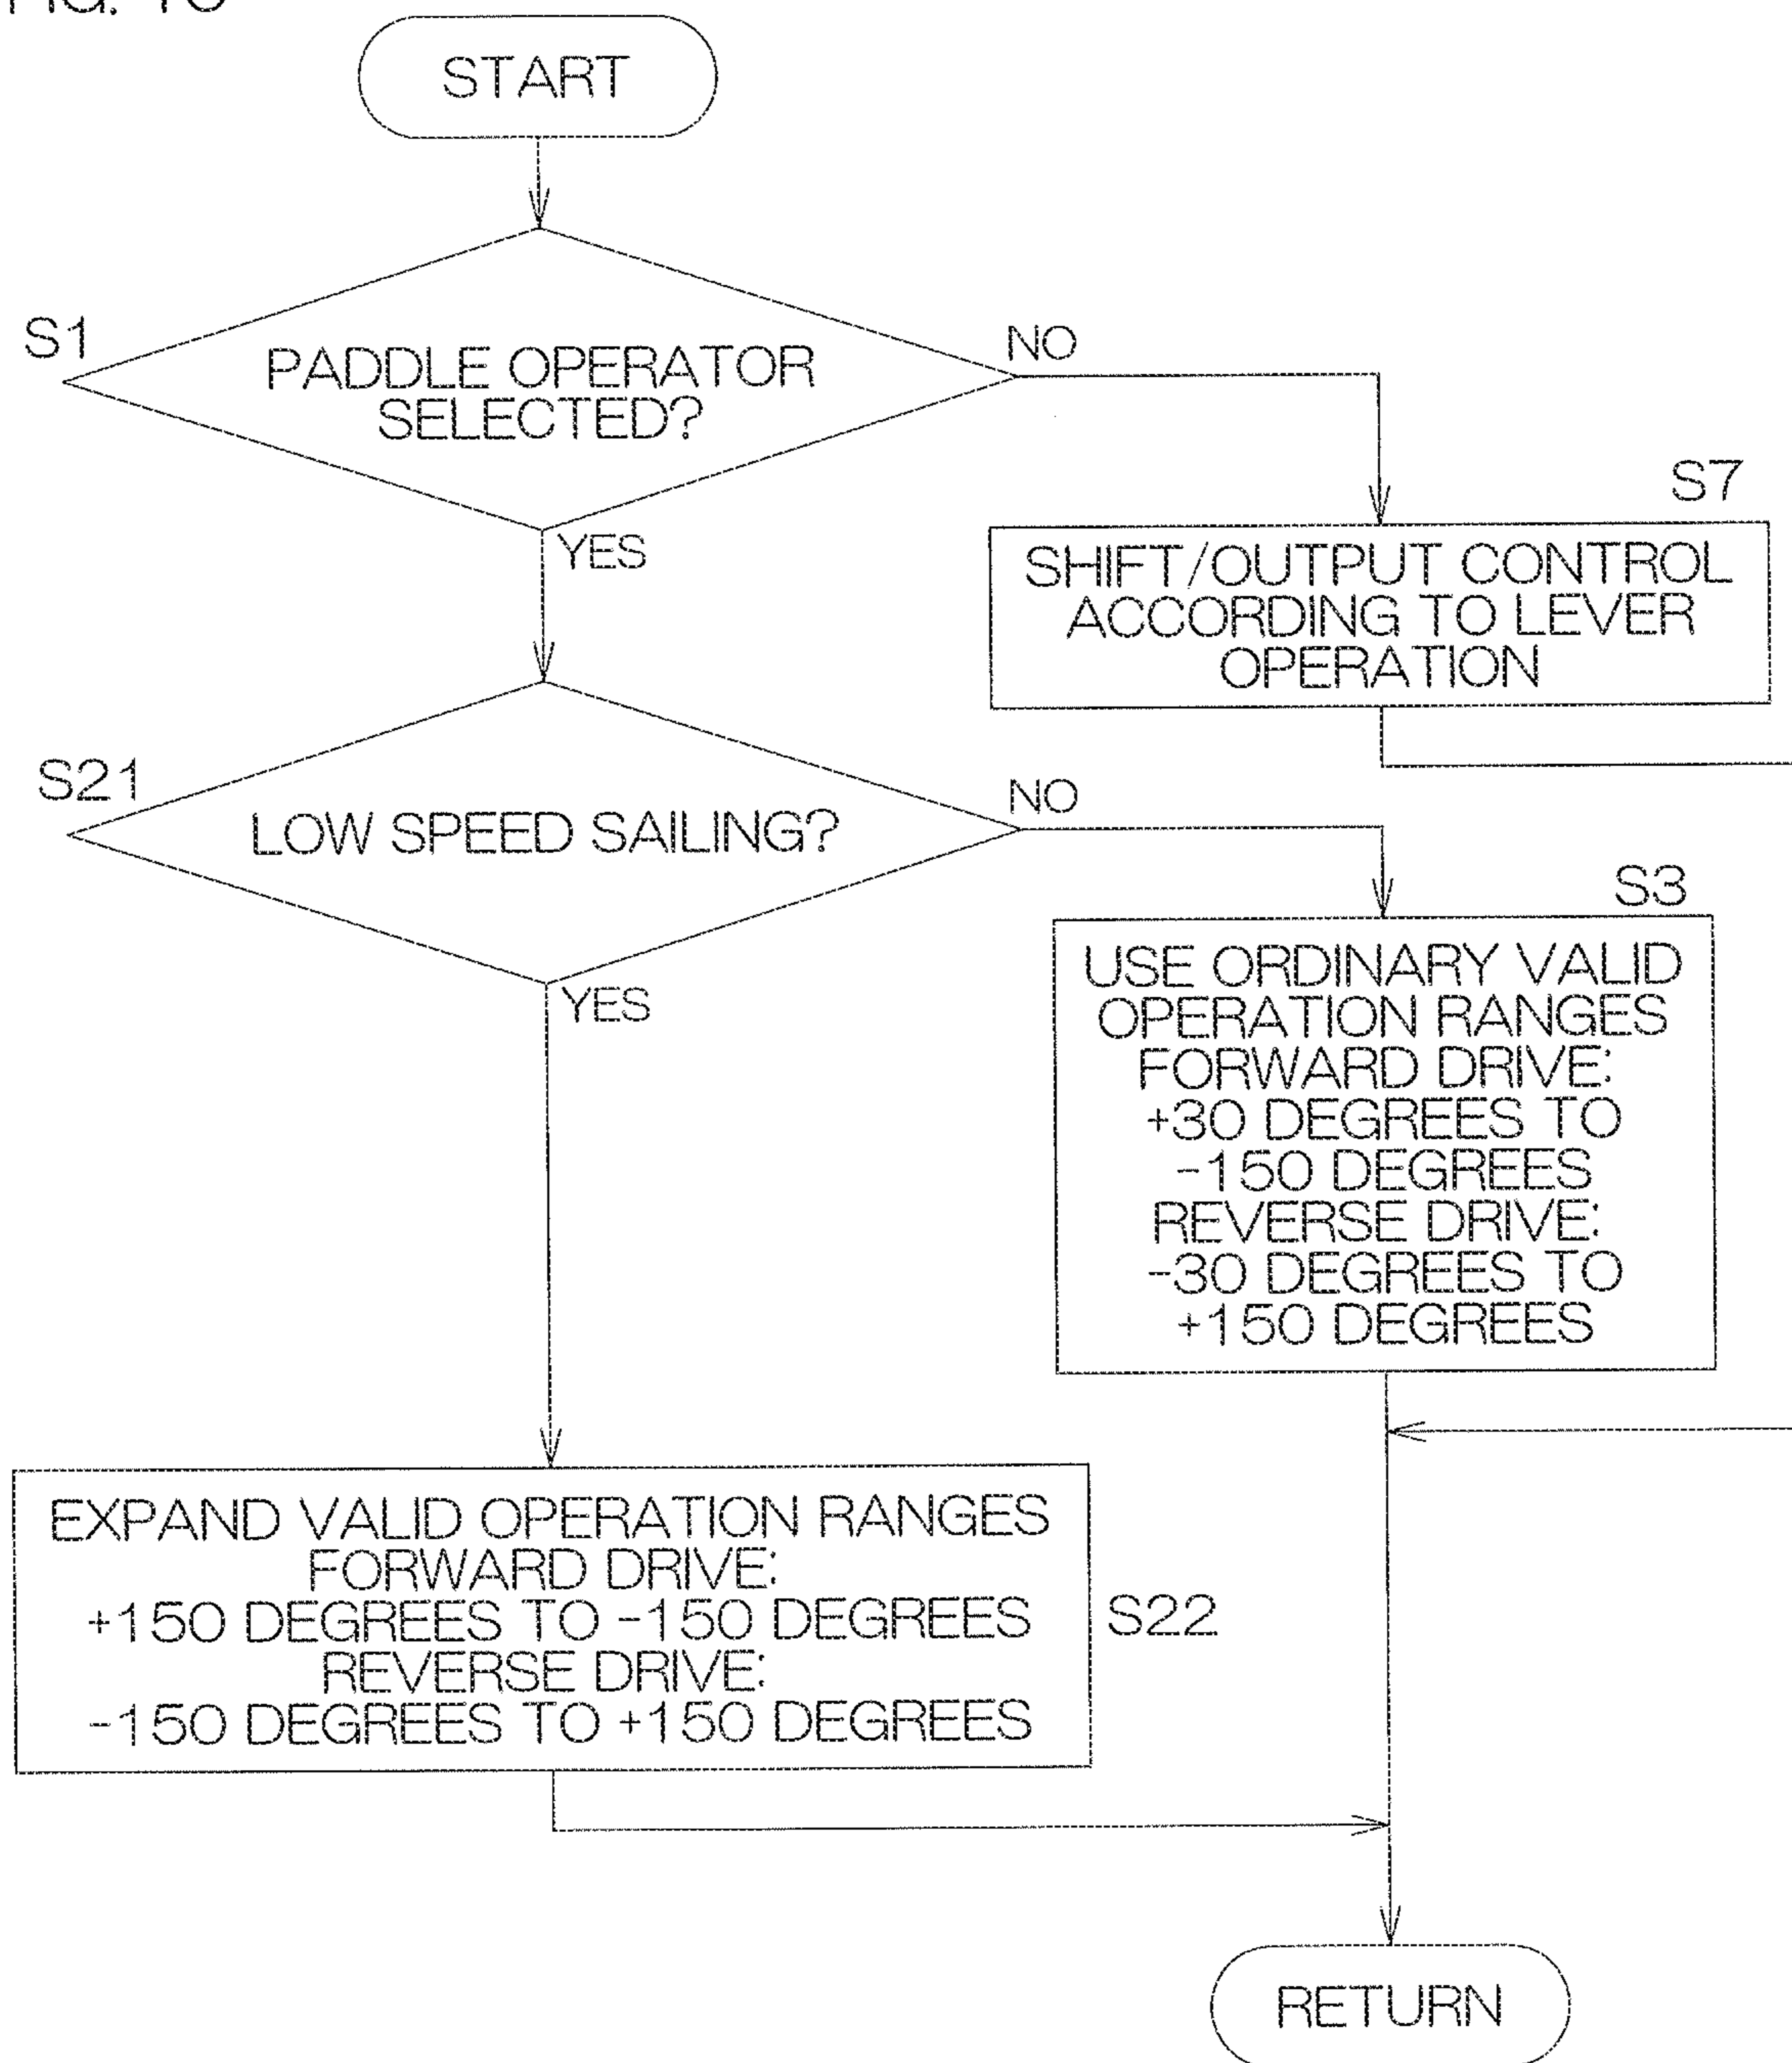 START
S1
PADDLE OPERATOR
SELECTED?
NO
YES
S7
SHIFT/OUTPUT CONTROL
ACCORDING TO LEVER
OPERATION
S21
LOW SPEED SAILING?
NO
YES
S3
USE ORDINARY VALID
OPERATION RANGES
FORWARD DRIVE:
+30 DEGREES TO
-150 DEGREES
REVERSE DRIVE:
-30 DEGREES TO
+150 DEGREES
EXPAND VALID OPERATION RANGES
FORWARD DRIVE:
+150 DEGREES TO -150 DEGREES
REVERSE DRIVE:
-150 DEGREES TO +150 DEGREES
S22
RETURN